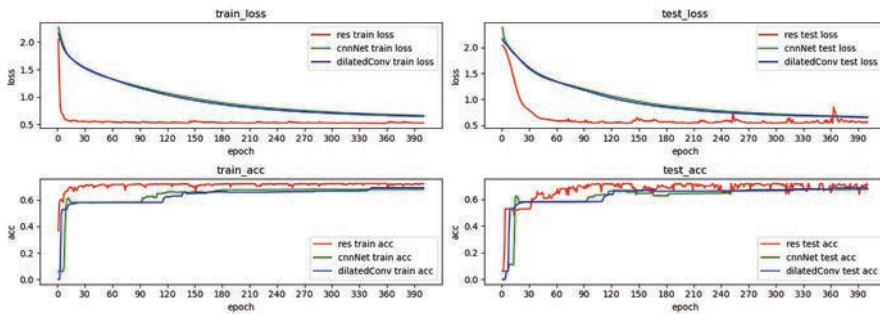 train_loss
loss
2.0
1.5
1.0
0.5
res train loss
cnnNet train loss
dilatedConv train loss
0 30 60 90 120 150 180 210 240 270 300 330 360 390
epoch
test_loss
loss
2.0
1.5
1.0
0.5
res test loss
cnnNet test loss
dilatedConv test loss
0 30 60 90 120 150 180 210 240 270 300 330 360 390
epoch
train_acc
acc
0.6
0.4
0.2
0.0
res train acc
cnnNet train acc
dilatedConv train acc
0 30 60 90 120 150 180 210 240 270 300 330 360 390
epoch
test_acc
acc
0.6
0.4
0.2
0.0
res test acc
cnnNet test acc
dilatedConv test acc
0 30 60 90 120 150 180 210 240 270 300 330 360 390
epoch